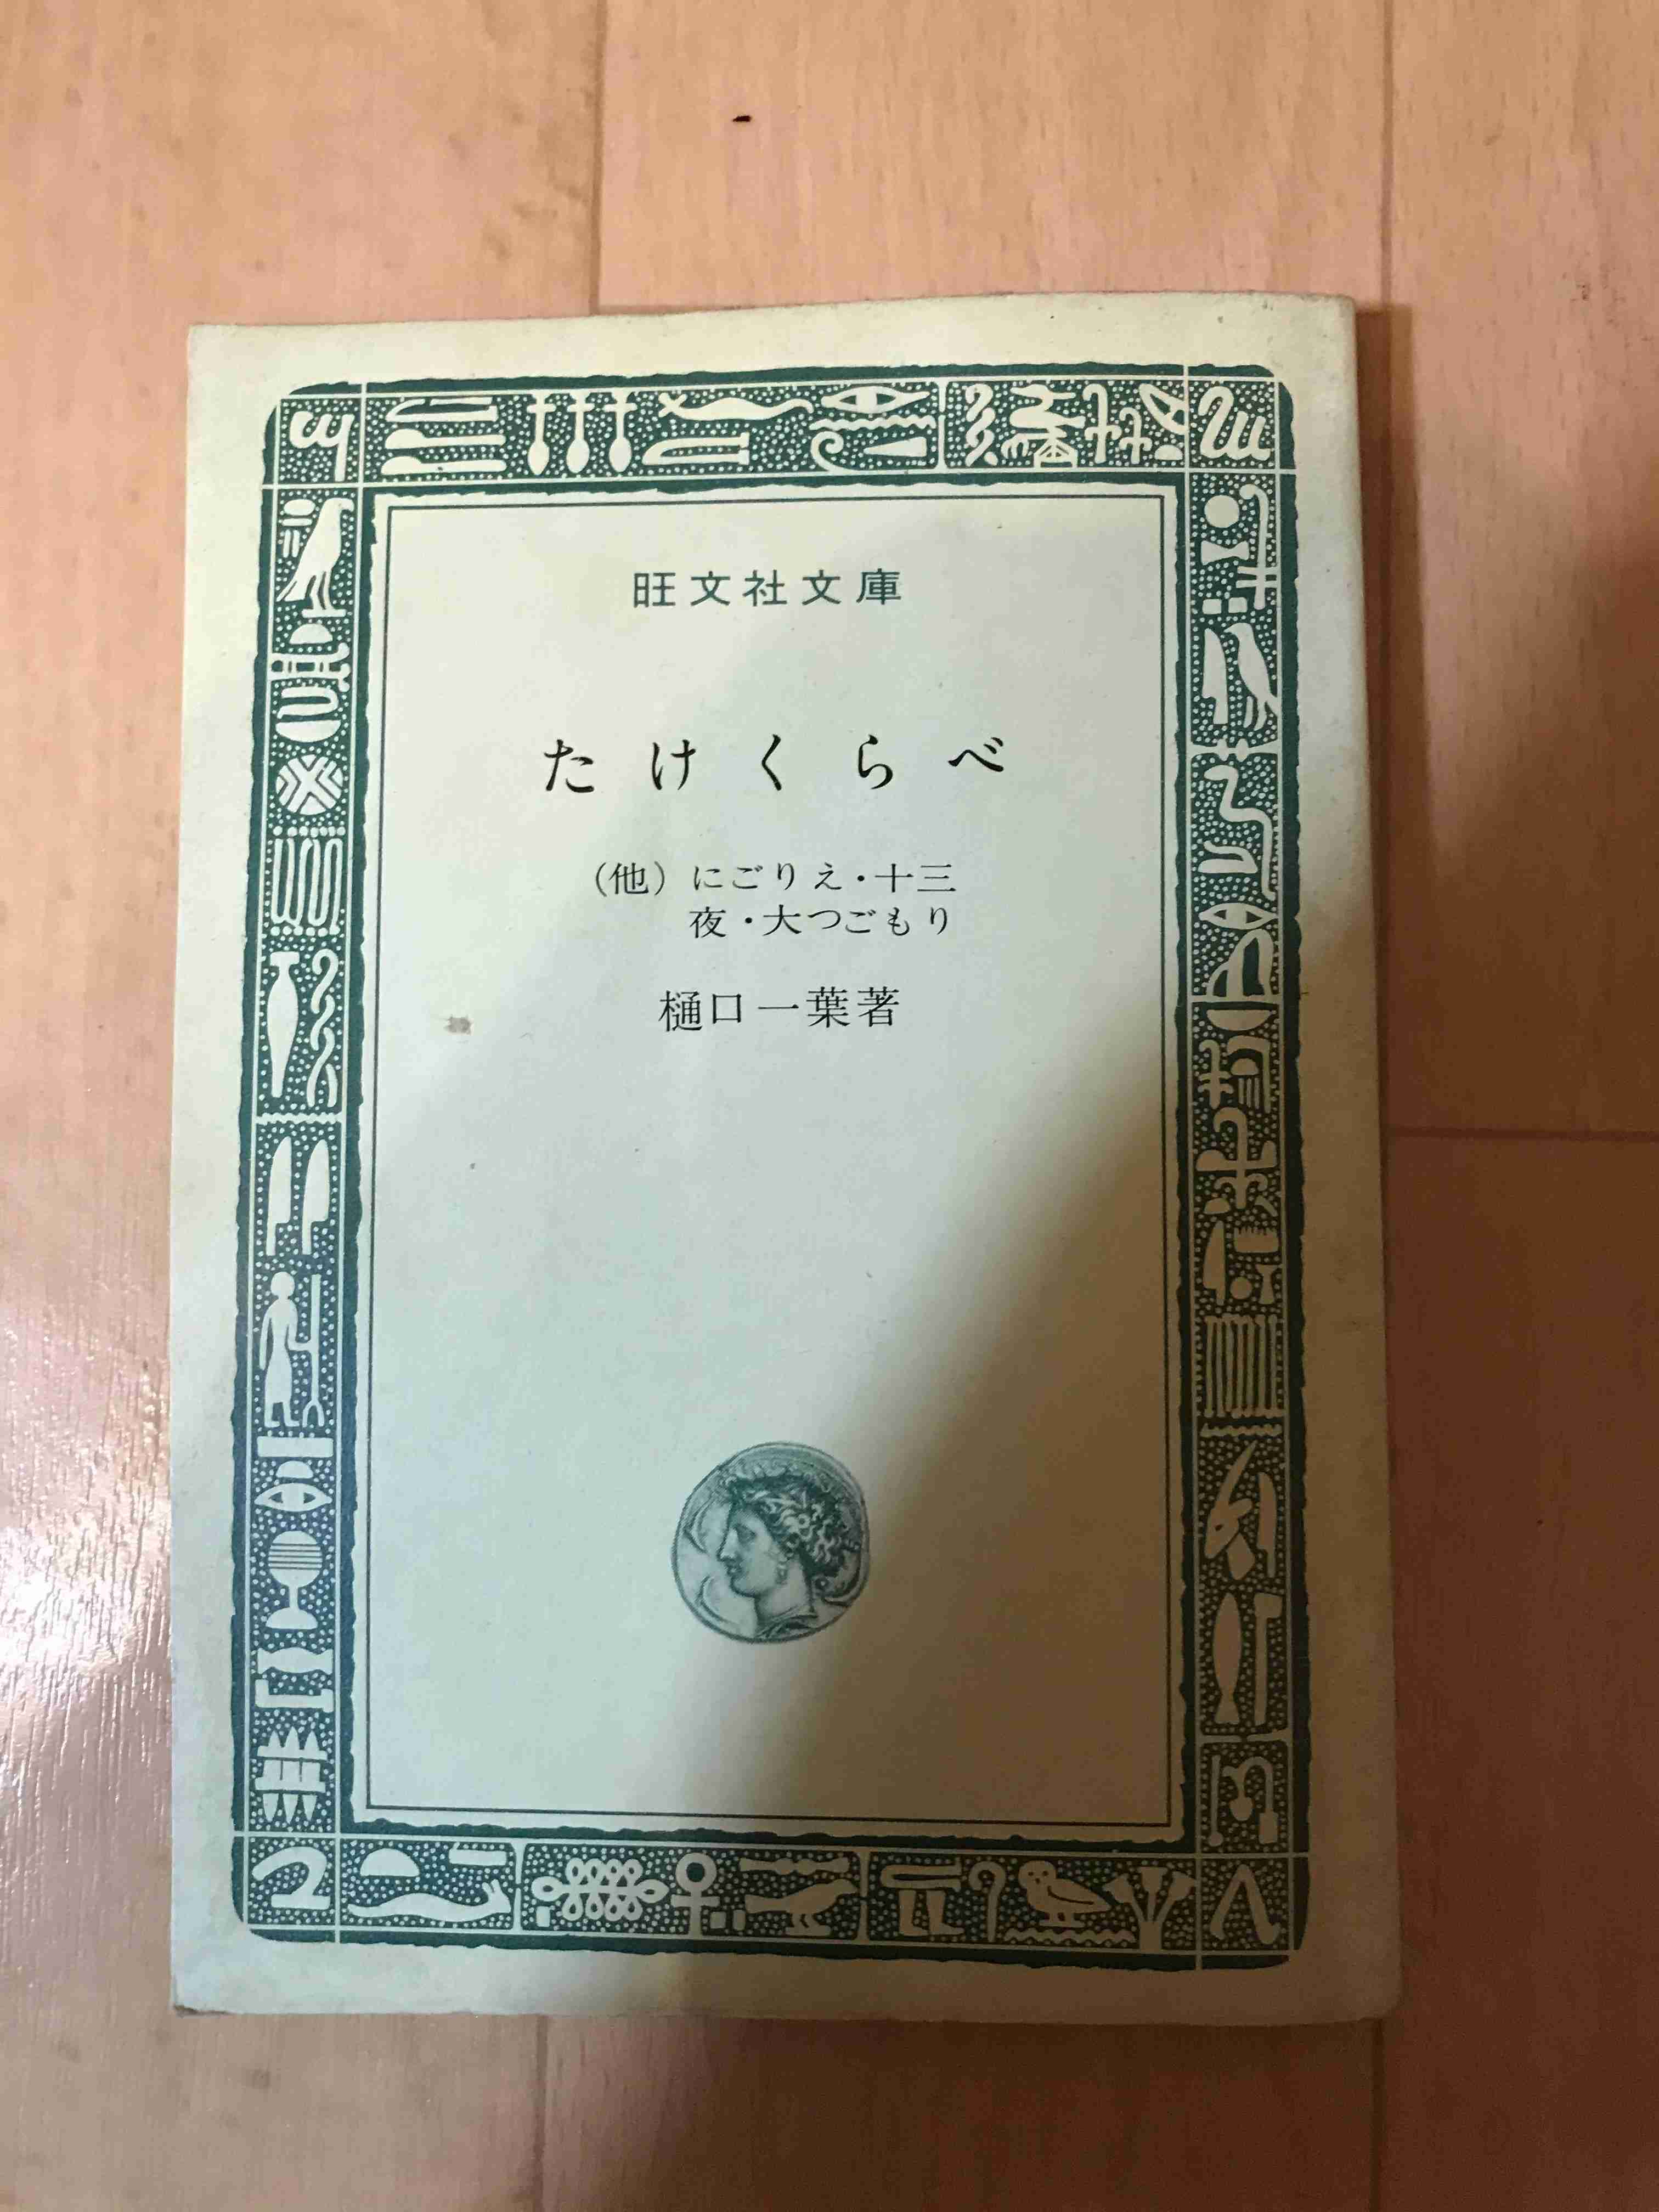 旺文社文庫
たけくらべ
(他)にごりえ・十三
夜・大つごもり
樋口一葉著